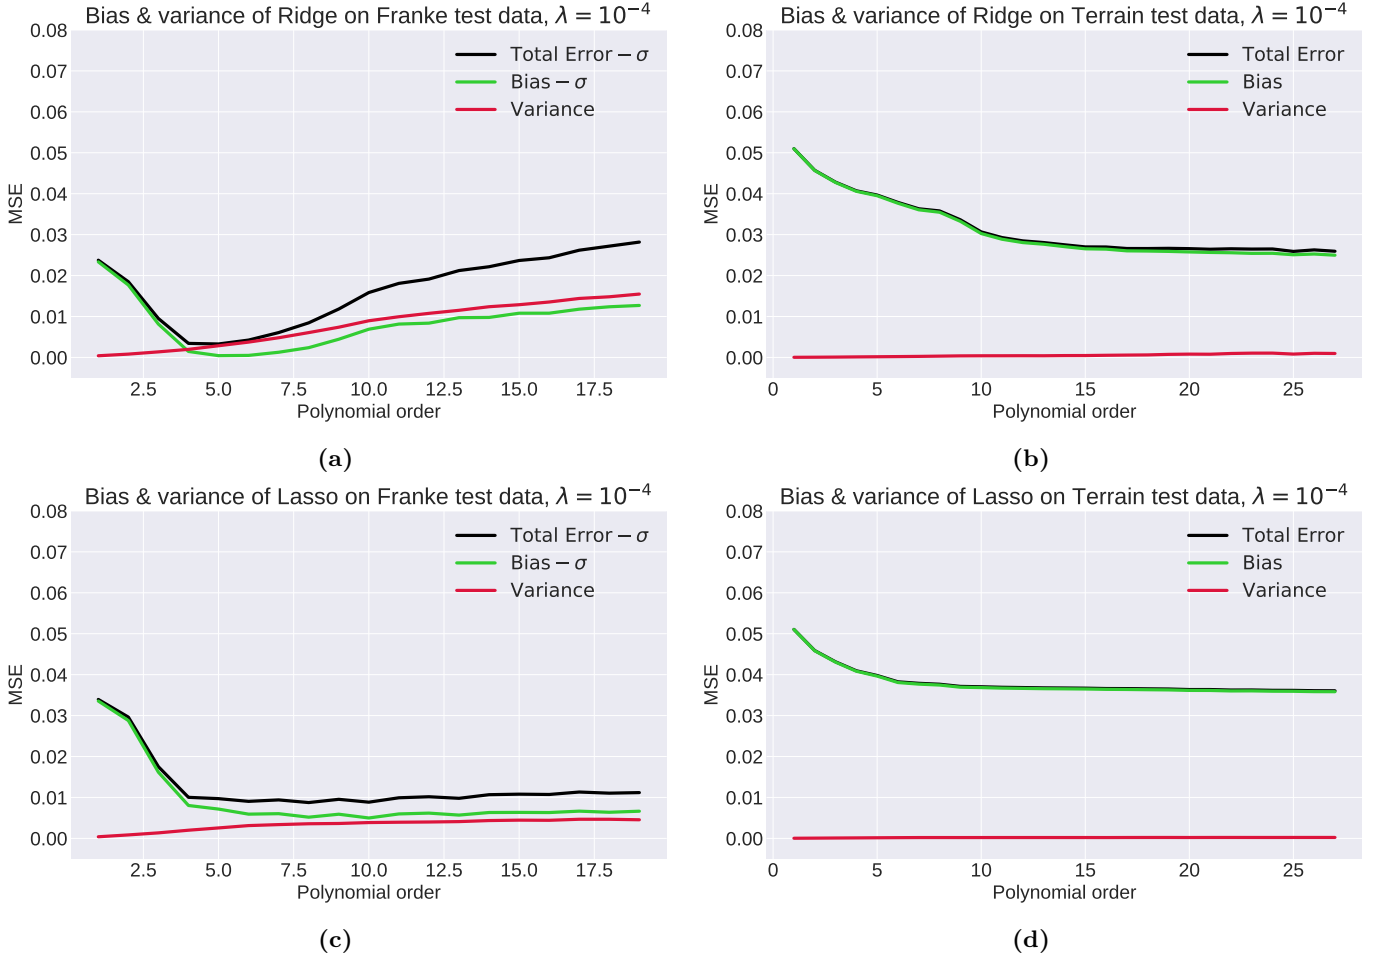 Bias & variance of Ridge on Franke test data, λ = 10⁻⁴
0.08
0.07
0.06
0.05
0.04
0.03
0.02
0.01
0.00
MSE
Total Error − σ
Bias − σ
Variance
2.5 5.0 7.5 10.0 12.5 15.0 17.5
Polynomial order
(a)
Bias & variance of Ridge on Terrain test data, λ = 10⁻⁴
0.08
0.07
0.06
0.05
0.04
0.03
0.02
0.01
0.00
MSE
Total Error
Bias
Variance
0 5 10 15 20 25
Polynomial order
(b)
Bias & variance of Lasso on Franke test data, λ = 10⁻⁴
0.08
0.07
0.06
0.05
0.04
0.03
0.02
0.01
0.00
MSE
Total Error − σ
Bias − σ
Variance
2.5 5.0 7.5 10.0 12.5 15.0 17.5
Polynomial order
(c)
Bias & variance of Lasso on Terrain test data, λ = 10⁻⁴
0.08
0.07
0.06
0.05
0.04
0.03
0.02
0.01
0.00
MSE
Total Error
Bias
Variance
0 5 10 15 20 25
Polynomial order
(d)